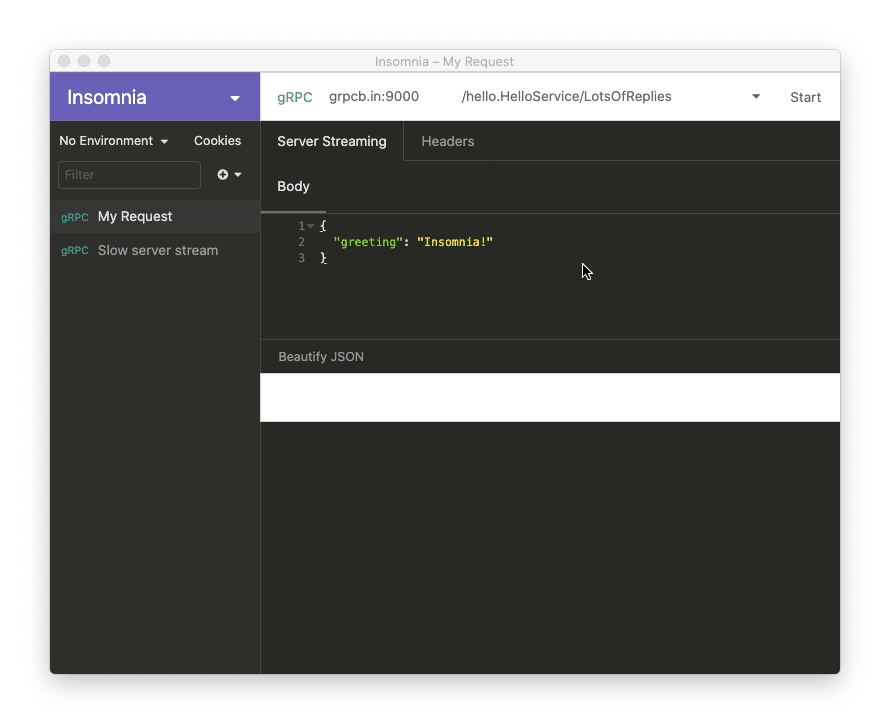 Insomnia – My Request
Insomnia
gRPC grpcb.in:9000 /hello.HelloService/LotsOfReplies Start
No Environment Cookies
Filter
gRPC My Request
gRPC Slow server stream
Server Streaming Headers
Body
1 {
2 "greeting": "Insomnia!"
3 }
Beautify JSON